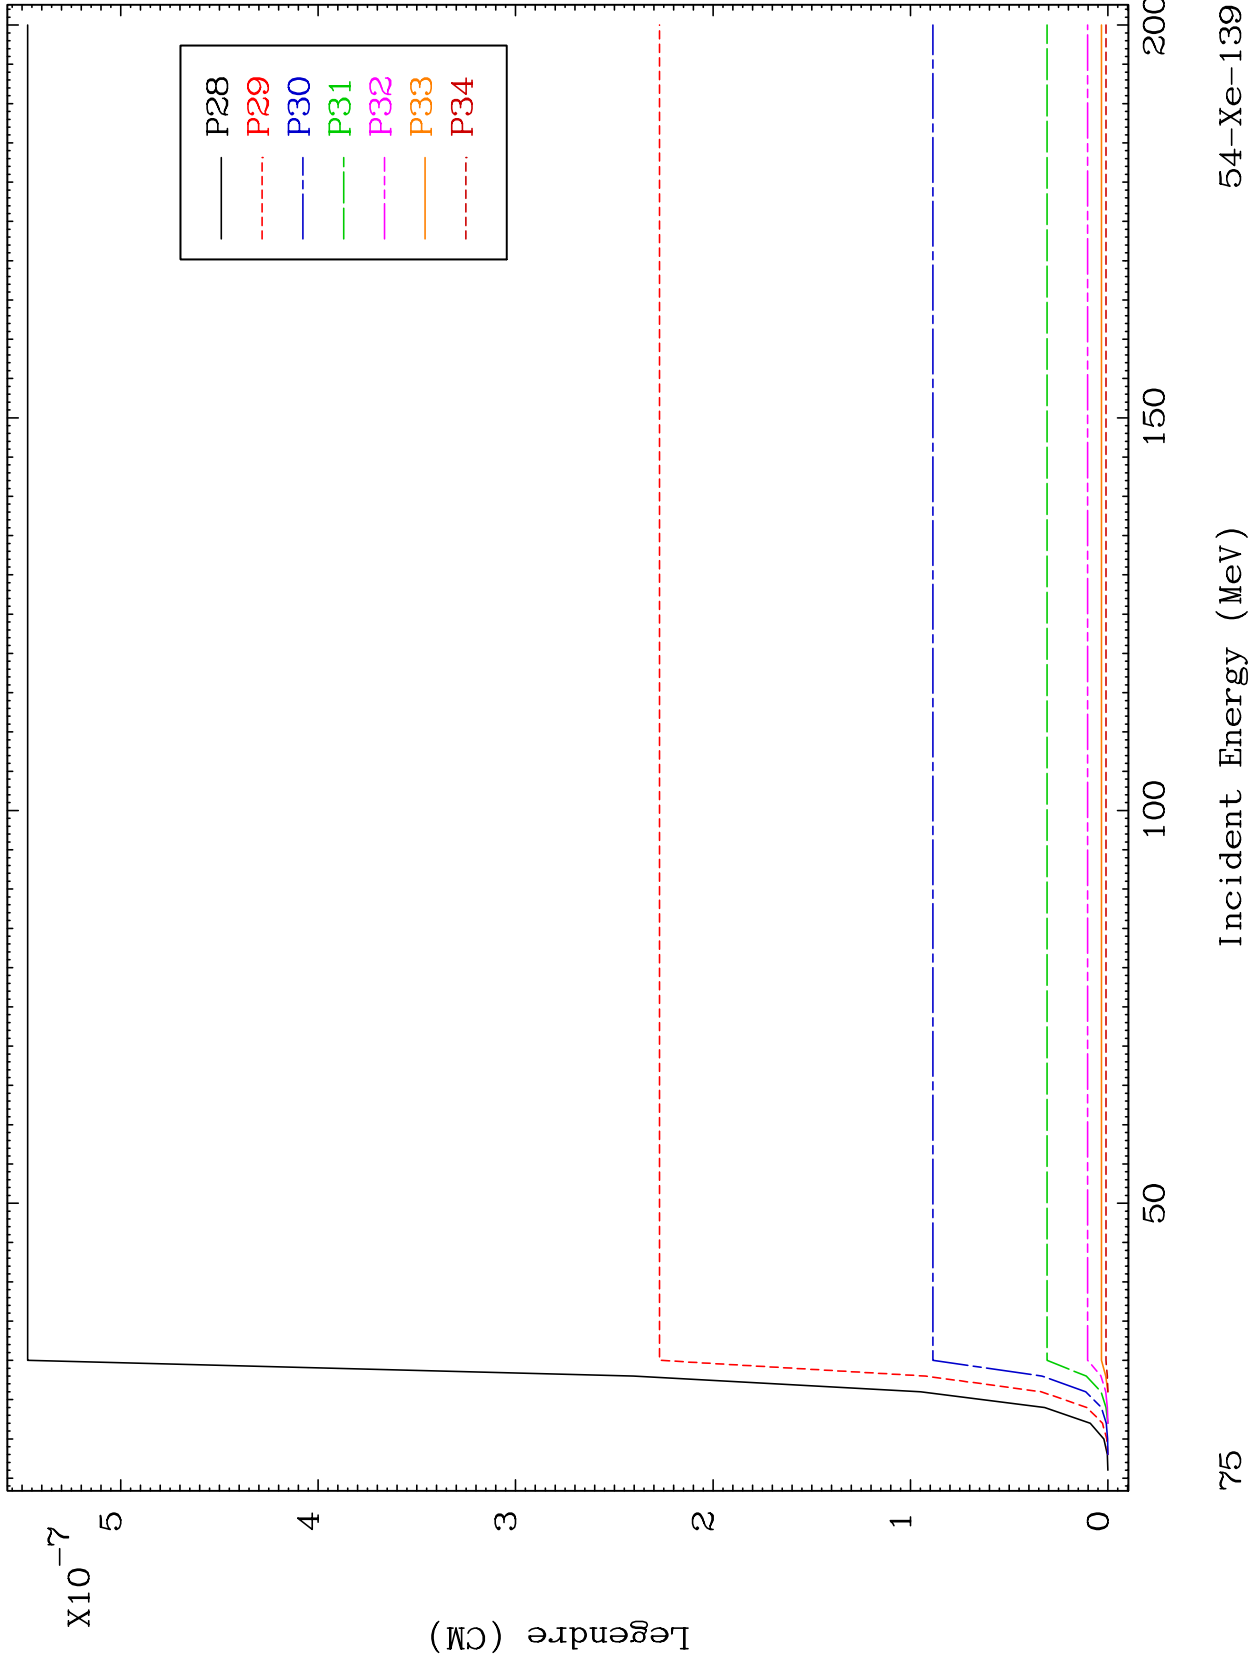 X10⁻⁷
5
4
3
2
1
0
Legendre (CM)
P28
P29
P30
P31
P32
P33
P34
50
100
150
200
Incident Energy (MeV)
75
54-Xe-139